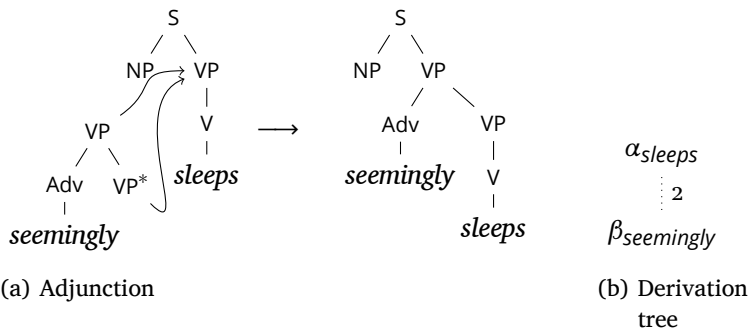 S S
NP VP NP VP
VP V ⟶ Adv VP α_sleeps
Adv VP* sleeps seemingly V 2
seemingly sleeps β_seemingly
(a) Adjunction (b) Derivation
tree